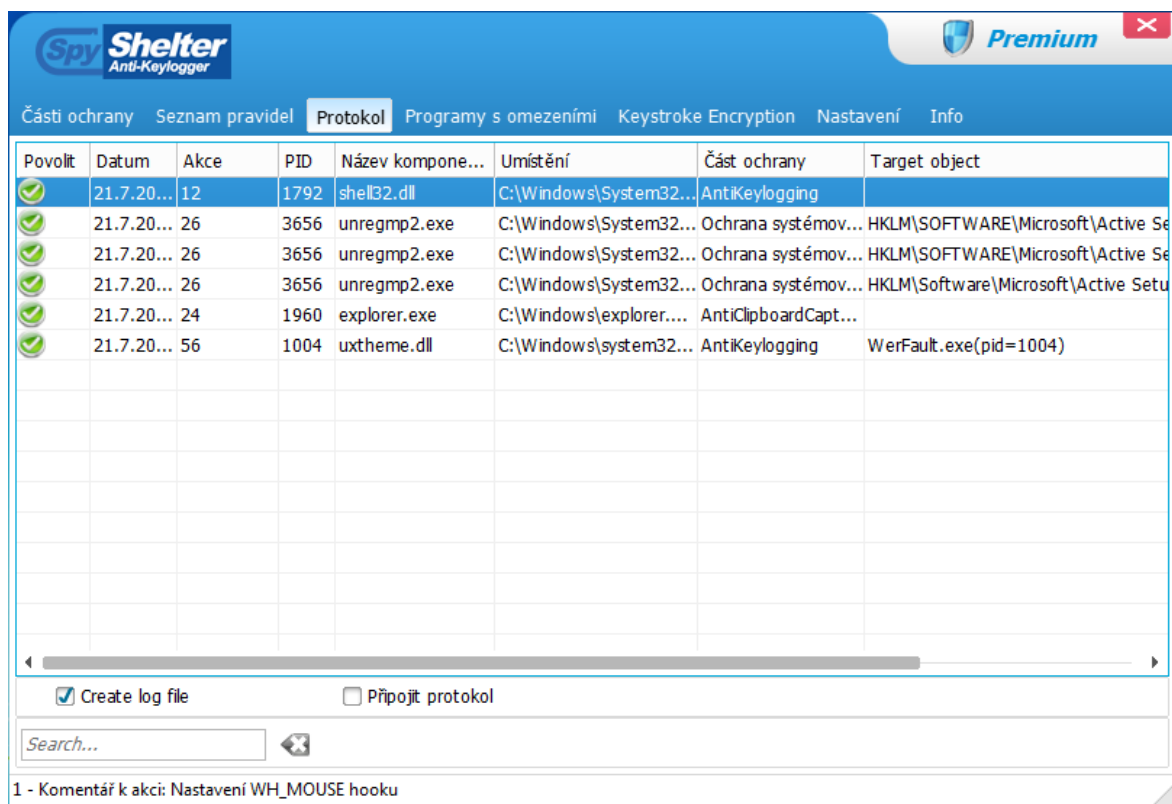 Spy Shelter
Anti-Keylogger
Premium
Části ochrany Seznam pravidel Protokol Programy s omezeními Keystroke Encryption Nastavení Info
Povolit Datum Akce PID Název kompone... Umístění Část ochrany Target object
21.7.20... 12 1792 shell32.dll C:\Windows\System32... AntiKeylogging
21.7.20... 26 3656 unregmp2.exe C:\Windows\System32... Ochrana systémov... HKLM\SOFTWARE\Microsoft\Active Se
21.7.20... 26 3656 unregmp2.exe C:\Windows\System32... Ochrana systémov... HKLM\SOFTWARE\Microsoft\Active Se
21.7.20... 26 3656 unregmp2.exe C:\Windows\System32... Ochrana systémov... HKLM\Software\Microsoft\Active Setu
21.7.20... 24 1960 explorer.exe C:\Windows\explorer.... AntiClipboardCapt...
21.7.20... 56 1004 uxtheme.dll C:\Windows\system32... AntiKeylogging WerFault.exe(pid=1004)
Create log file Připojit protokol
Search...
1 - Komentář k akci: Nastavení WH_MOUSE hooku